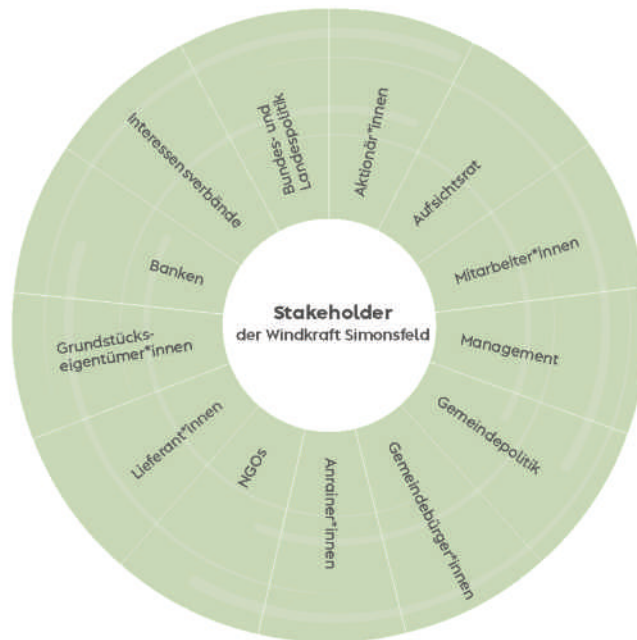 Stakeholder
der Windkraft Simonsfeld
Aktionär*innen
Aufsichtsrat
Mitarbeiter*innen
Management
Gemeindepolitik
Gemeindebürger*innen
Anrainer*innen
NGOs
Lieferant*innen
Grundstücks-
eigentümer*innen
Banken
Interessensverbände
Bundes- und
Landespolitik